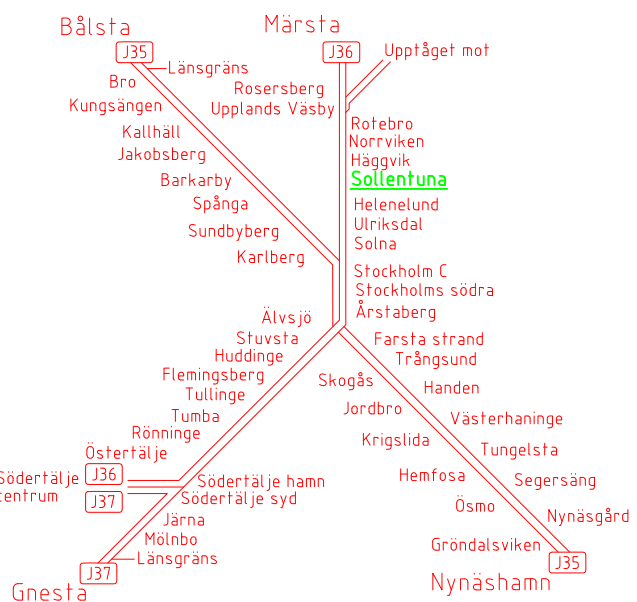 Bålsta
Märsta
J35
J36
Upptåget mot
Länsgräns
Bro
Rosersberg
Kungsängen
Upplands Väsby
Kallhäll
Rotebro
Norrviken
Jakobsberg
Häggvik
Barkarby
Sollentuna
Spånga
Helenelund
Sundbyberg
Ulriksdal
Solna
Karlberg
Stockholm C
Stockholms södra
Älvsjö
Årstaberg
Stuvsta
Farsta strand
Huddinge
Trångsund
Flemingsberg
Skogås
Handen
Tullinge
Jordbro
Tumba
Västerhaninge
Rönninge
Krigslida
Östertälje
Tungelsta
Södertälje
centrum
J36
J37
Södertälje hamn
Södertälje syd
Hemfosa
Segersäng
Järna
Ösmo
Nynäsgård
Mölnbo
Gröndalsviken
Länsgräns
J37
J35
Gnesta
Nynäshamn